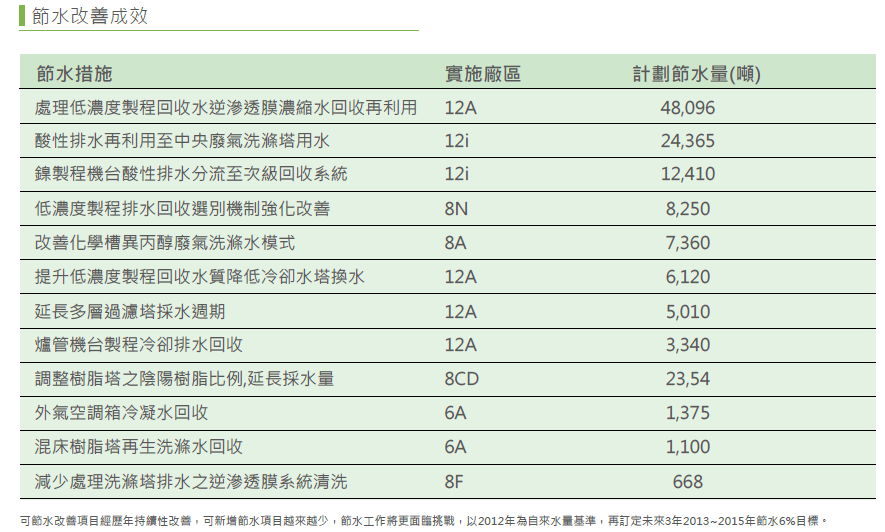 節水改善成效
節水措施 實施廠區 計劃節水量(噸)
處理低濃度製程回收水逆滲透膜濃縮水回收再利用 12A 48,096
酸性排水再利用至中央廢氣洗滌塔用水 12i 24,365
鎳製程機台酸性排水分流至次級回收系統 12i 12,410
低濃度製程排水回收選別機制強化改善 8N 8,250
改善化學槽異丙醇廢氣洗滌水模式 8A 7,360
提升低濃度製程回收水質降低冷卻水塔換水 12A 6,120
延長多層過濾塔採水週期 12A 5,010
爐管機台製程冷卻排水回收 12A 3,340
調整樹脂塔之陰陽樹脂比例,延長採水量 8CD 23,54
外氣空調箱冷凝水回收 6A 1,375
混床樹脂塔再生洗滌水回收 6A 1,100
減少處理洗滌塔排水之逆滲透膜系統清洗 8F 668
可節水改善項目經歷年持續性改善，可新增節水項目越來越少，節水工作將更面臨挑戰，以2012年為自來水量基準，再訂定未來3年2013~2015年節水6%目標。